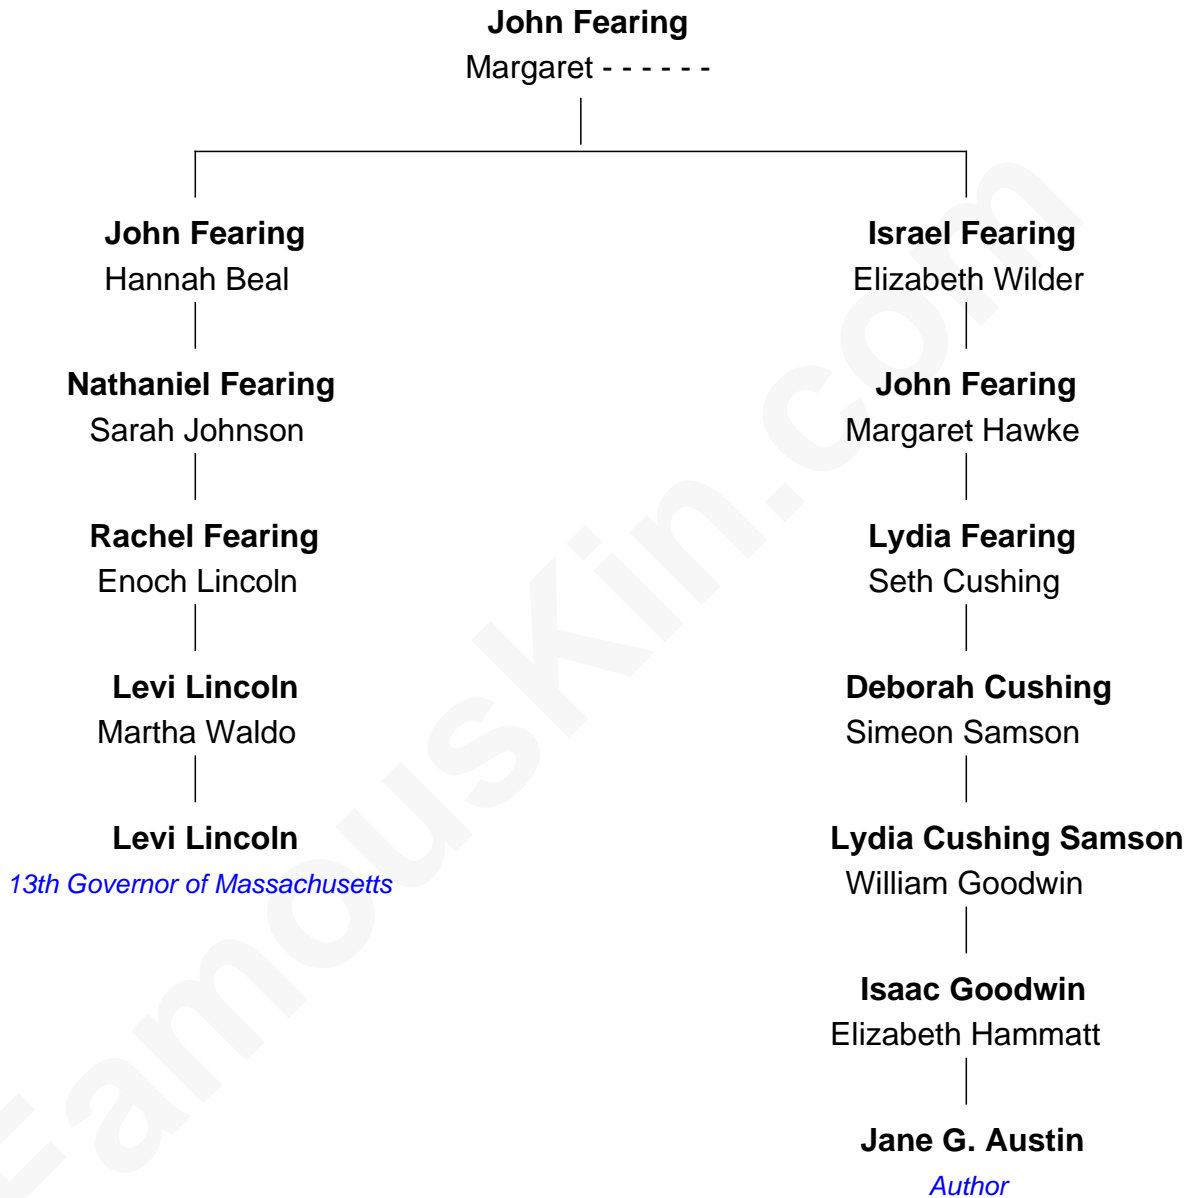 John Fearing
Margaret - - - - - -
John Fearing
Hannah Beal
Israel Fearing
Elizabeth Wilder
Nathaniel Fearing
Sarah Johnson
John Fearing
Margaret Hawke
Rachel Fearing
Enoch Lincoln
Lydia Fearing
Seth Cushing
Levi Lincoln
Martha Waldo
Deborah Cushing
Simeon Samson
Levi Lincoln
13th Governor of Massachusetts
Lydia Cushing Samson
William Goodwin
Isaac Goodwin
Elizabeth Hammatt
Jane G. Austin
Author
FamousKin.com